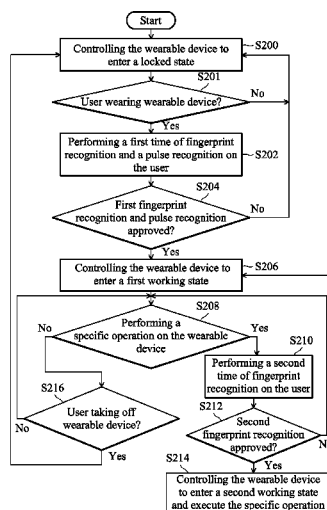 Start
S200
Controlling the wearable device to
enter a locked state
S201
User wearing wearable device?
No
Yes
Performing a first time of fingerprint
recognition and a pulse recognition on
the user
S202
S204
First fingerprint
recognition and pulse recognition
approved?
No
Yes
Controlling the wearable device to
enter a first working state
S206
S208
Performing a
specific operation on the wearable
device
No
Yes
S210
Performing a second
time of fingerprint
recognition on the user
S216
User taking off
wearable device?
No
Yes
S212
Second
fingerprint recognition
approved?
Yes
S214
Controlling the wearable device
to enter a second working state
and execute the specific operation